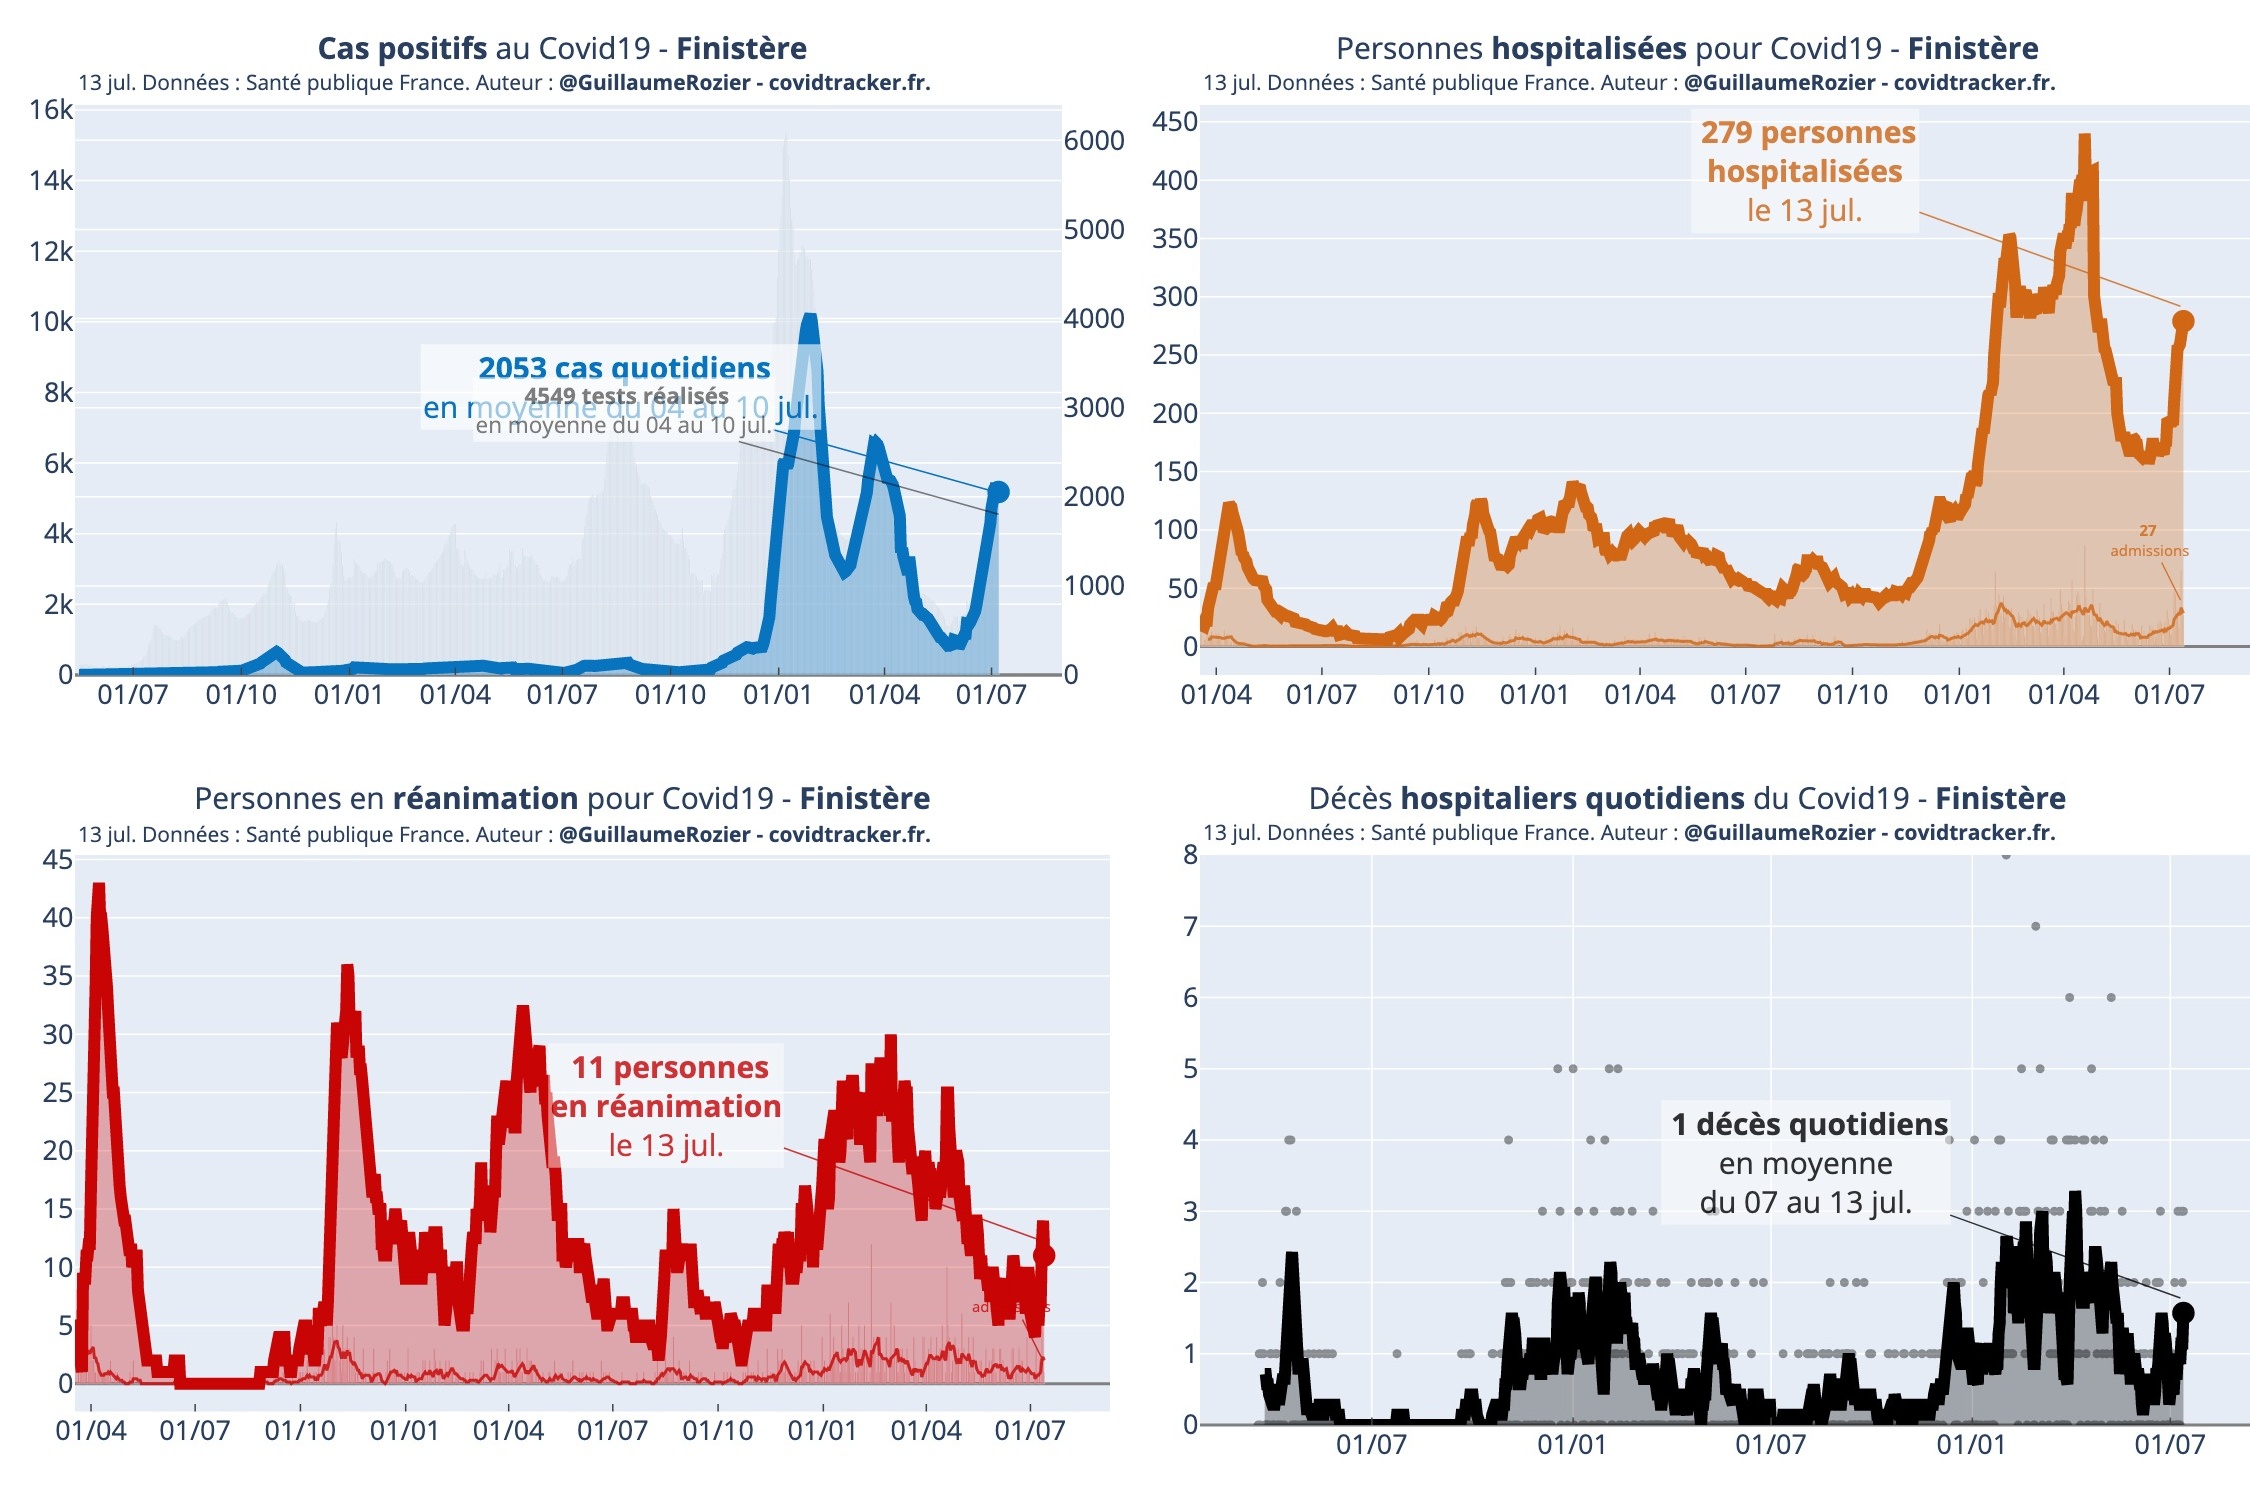 Cas positifs au Covid19 - Finistère
13 jul. Données : Santé publique France. Auteur : @GuillaumeRozier - covidtracker.fr.
16k
14k
12k
10k
8k
6k
4k
2k
0
6000
5000
4000
3000
2000
1000
0
2053 cas quotidiens
en moyenne du 04 au 10 jul.
4549 tests réalisés
en moyenne du 04 au 10 jul.
01/07 01/10 01/01 01/04 01/07 01/10 01/01 01/04 01/07
Personnes hospitalisées pour Covid19 - Finistère
13 jul. Données : Santé publique France. Auteur : @GuillaumeRozier - covidtracker.fr.
450
400
350
300
250
200
150
100
50
0
279 personnes
hospitalisées
le 13 jul.
27
admissions
01/04 01/07 01/10 01/01 01/04 01/07 01/10 01/01 01/04 01/07
Personnes en réanimation pour Covid19 - Finistère
13 jul. Données : Santé publique France. Auteur : @GuillaumeRozier - covidtracker.fr.
45
40
35
30
25
20
15
10
5
0
11 personnes
en réanimation
le 13 jul.
01/04 01/07 01/10 01/01 01/04 01/07 01/10 01/01 01/04 01/07
Décès hospitaliers quotidiens du Covid19 - Finistère
13 jul. Données : Santé publique France. Auteur : @GuillaumeRozier - covidtracker.fr.
8
7
6
5
4
3
2
1
0
1 décès quotidiens
en moyenne
du 07 au 13 jul.
01/07 01/01 01/07 01/01 01/07